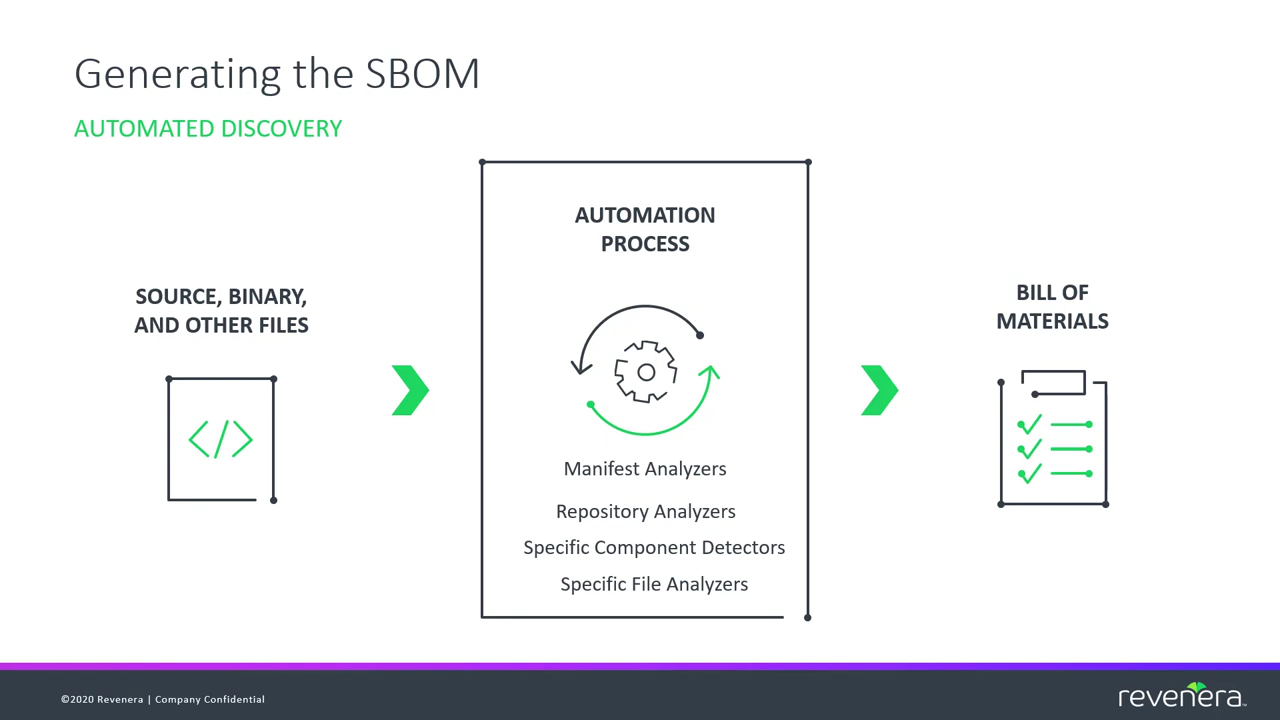 Generating the SBOM
AUTOMATED DISCOVERY
SOURCE, BINARY,
AND OTHER FILES
</>
AUTOMATION
PROCESS
Manifest Analyzers
Repository Analyzers
Specific Component Detectors
Specific File Analyzers
BILL OF
MATERIALS
©2020 Revenera | Company Confidential
revenera